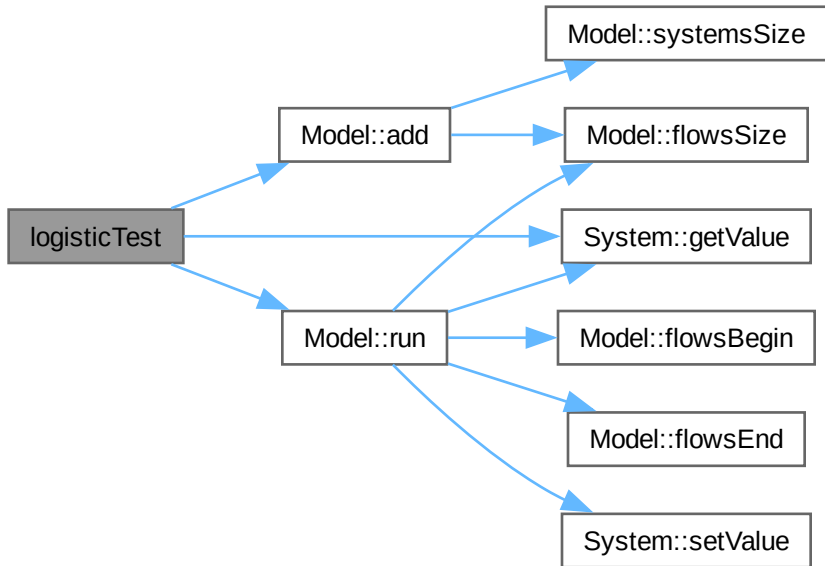 Model::systemsSize
Model::add
Model::flowsSize
logisticTest
System::getValue
Model::run
Model::flowsBegin
Model::flowsEnd
System::setValue